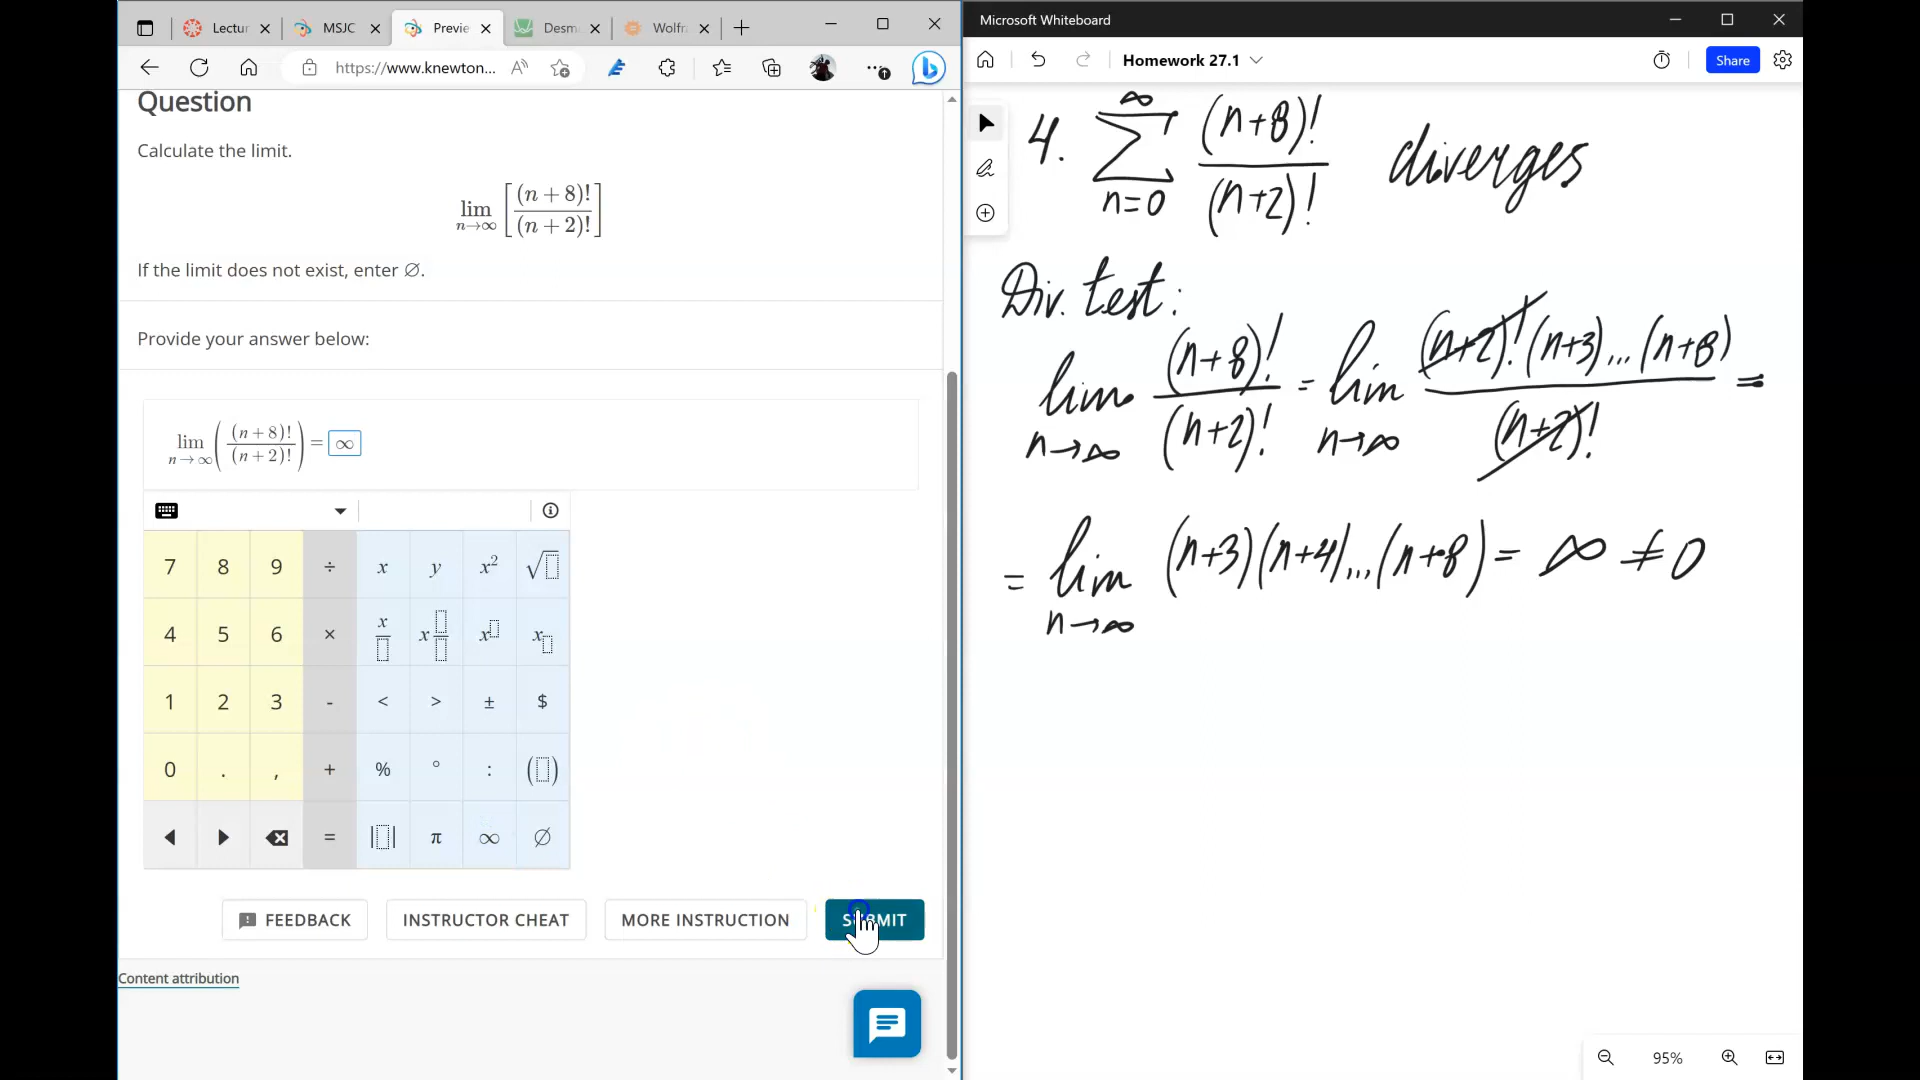 Lectur
MSJC
Previe
Desm
Wolfr
https://www.knewton...
Question
Calculate the limit.
lim n→∞ [(n + 8)! / (n + 2)!]
If the limit does not exist, enter ∅.
Provide your answer below:
lim n→∞ ((n + 8)! / (n + 2)!) = ∞
7 8 9 ÷ x y x² √
4 5 6 × x x x x
1 2 3 - < > ± $
0 . , + % ° : ()
= | | π ∞ ∅
FEEDBACK
INSTRUCTOR CHEAT
MORE INSTRUCTION
SUBMIT
Content attribution
Microsoft Whiteboard
Homework 27.1
Share
4. ∑ n=0 ∞ (n+8)! / (n+2)! diverges
Div. test:
lim n→∞ (n+8)! / (n+2)! = lim n→∞ (n+2)! (n+3)...(n+8) / (n+2)! =
= lim n→∞ (n+3)(n+4)...(n+8) = ∞ ≠ 0
95%